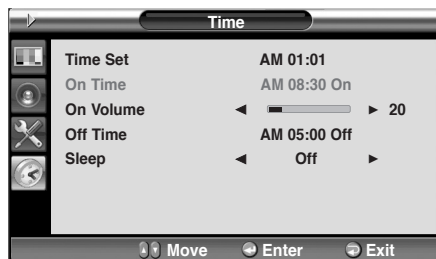 Time
Time Set AM 01:01
On Time AM 08:30 On
On Volume 20
Off Time AM 05:00 Off
Sleep Off
Move Enter Exit